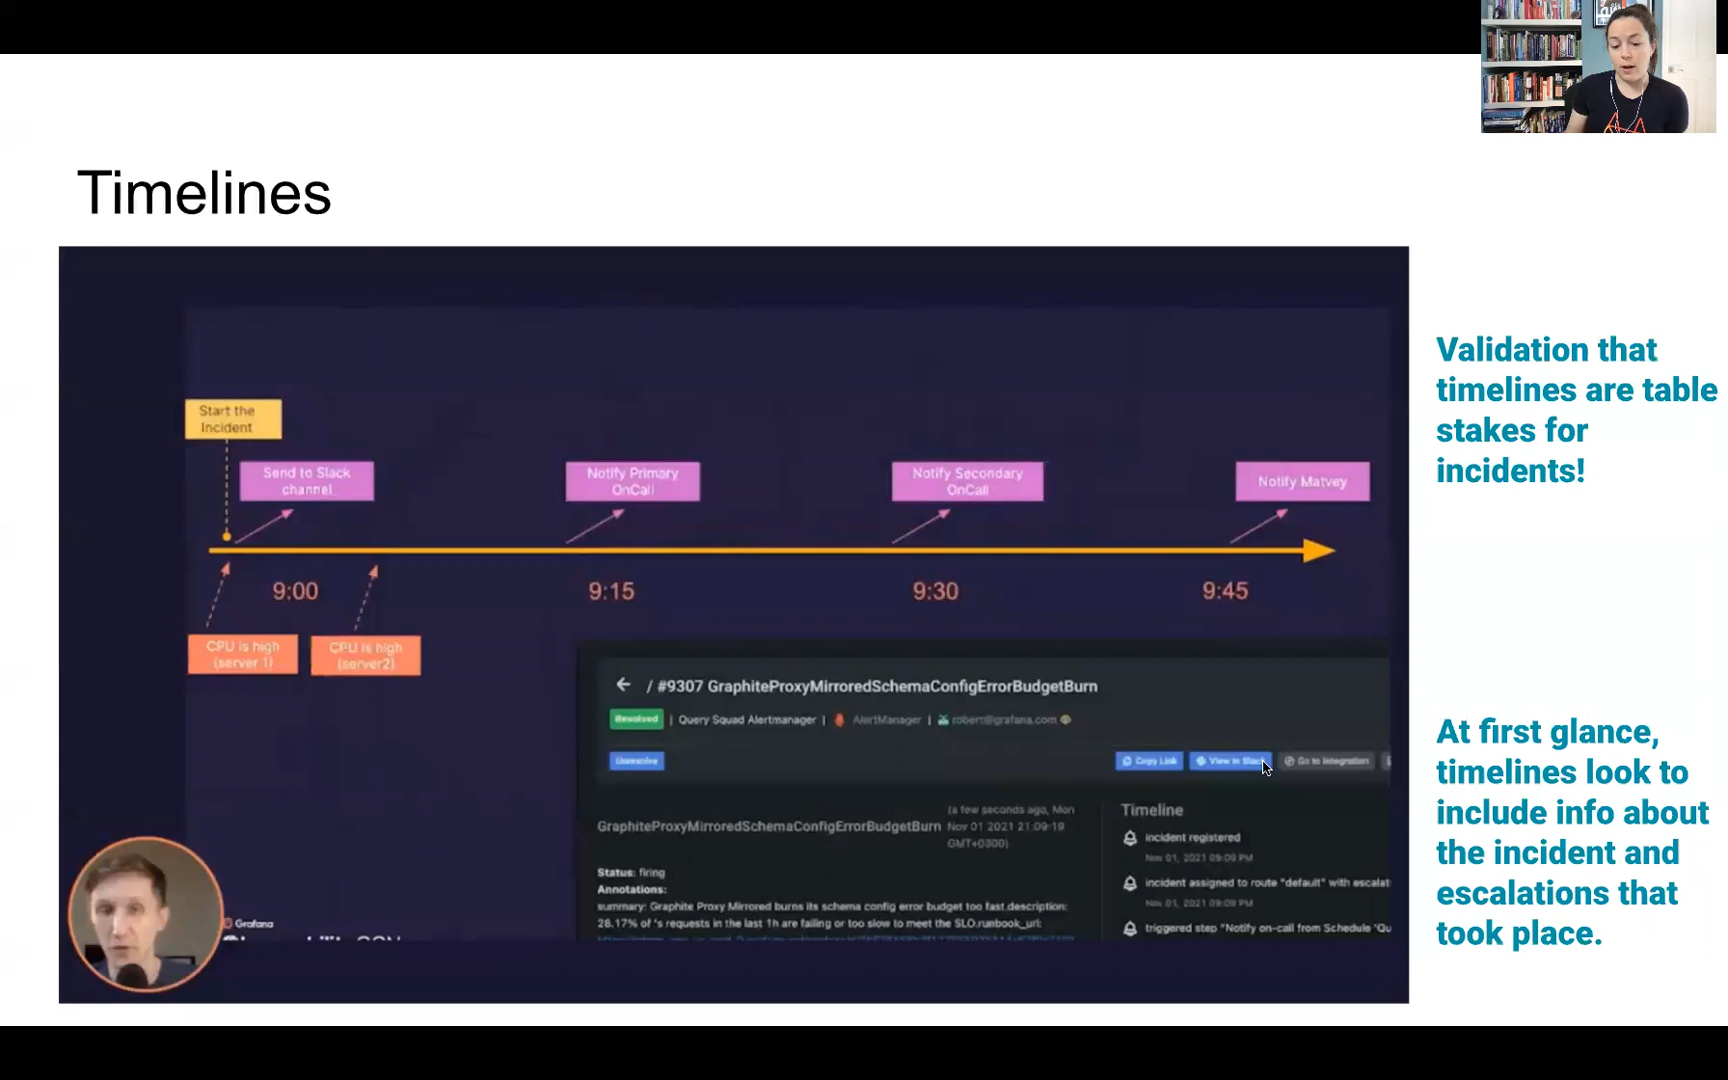 Timelines
Start the
Incident
Send to Slack
channel
Notify Primary
OnCall
Notify Secondary
OnCall
Notify Matvey
9:00
9:15
9:30
9:45
CPU is high
(server 1)
CPU is high
(server2)
/ #9307 GraphiteProxyMirroredSchemaConfigErrorBudgetBurn
Resolved | Query Squad Alertmanager | AlertManager | robert@grafana.com
Unresolve
Copy Link
View in Slack
Go to Integration
GraphiteProxyMirroredSchemaConfigErrorBudgetBurn
(a few seconds ago, Mon
Nov 01 2021 21:09:19
GMT+0300)
Status: firing
Annotations:
summary: Graphite Proxy Mirrored burns its schema config error budget too fast.description:
28.17% of 's requests in the last 1h are failing or too slow to meet the SLO.runbook_url:
Timeline
incident registered
Nov 01, 2021 09:09 PM
incident assigned to route "default" with escalat
Nov 01, 2021 09:09 PM
triggered step "Notify on-call from Schedule 'Qu
Grafana
Validation that
timelines are table
stakes for
incidents!
At first glance,
timelines look to
include info about
the incident and
escalations that
took place.